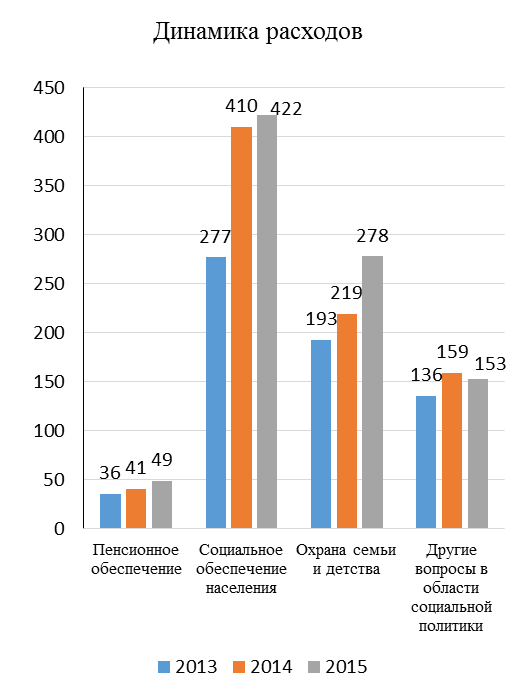 Динамика расходов
450
400
350
300
250
200
150
100
50
0
36
41
49
277
410
422
193
219
278
136
159
153
Пенсионное
обеспечение
Социальное
обеспечение
населения
Охрана семьи
и детства
Другие
вопросы в
области
социальной
политики
2013
2014
2015